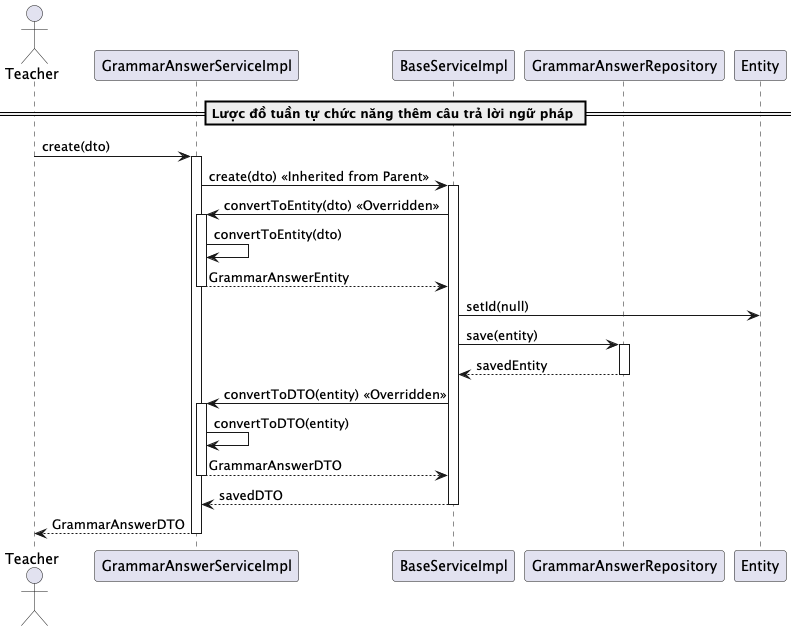 Teacher
GrammarAnswerServiceImpl
BaseServiceImpl
GrammarAnswerRepository
Entity
Lược đồ tuần tự chức năng thêm câu trả lời ngữ pháp
create(dto)
create(dto) «Inherited from Parent»
convertToEntity(dto) «Overridden»
convertToEntity(dto)
GrammarAnswerEntity
setId(null)
save(entity)
savedEntity
convertToDTO(entity) «Overridden»
convertToDTO(entity)
GrammarAnswerDTO
savedDTO
GrammarAnswerDTO
Teacher
GrammarAnswerServiceImpl
BaseServiceImpl
GrammarAnswerRepository
Entity